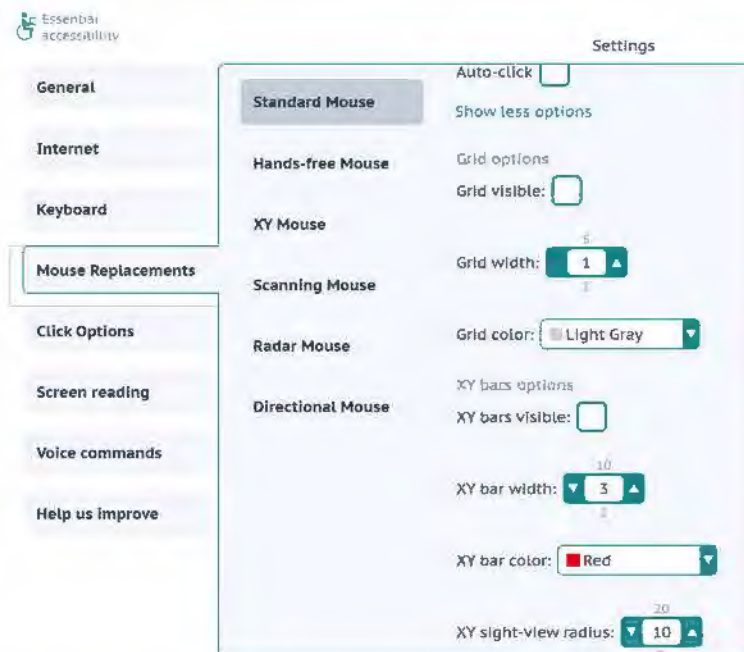 Essential
accessibility
Settings
General
Internet
Keyboard
Mouse Replacements
Click Options
Screen reading
Voice commands
Help us improve
Standard Mouse
Hands-free Mouse
XY Mouse
Scanning Mouse
Radar Mouse
Directional Mouse
Auto-click
Show less options
Grid options
Grid visible:
5
Grid width: 1
Grid color: Light Gray
XY bars options
XY bars visible:
10
XY bar width: 3
XY bar color: Red
20
XY sight-view radius: 10